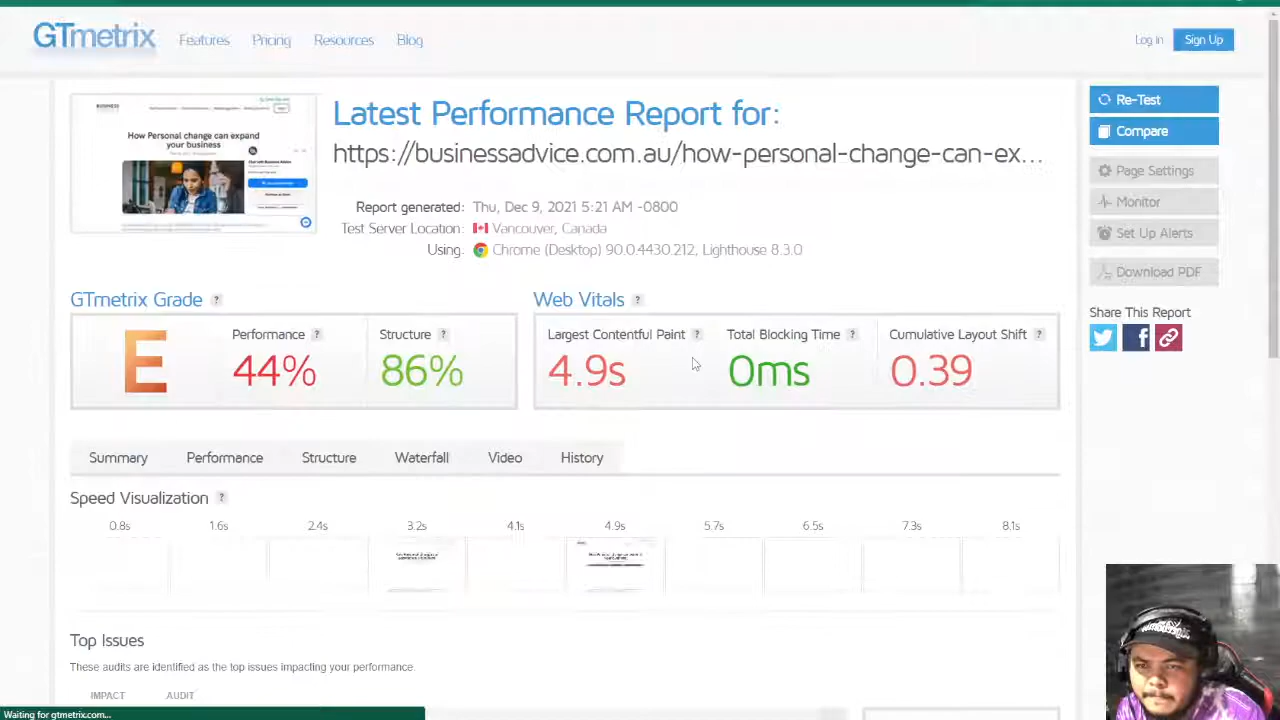 GTmetrix
Features Pricing Resources Blog
Log in Sign Up
BUSINESS
How Personal change can expand
your business
Latest Performance Report for:
https://businessadvice.com.au/how-personal-change-can-ex...
Report generated: Thu, Dec 9, 2021 5:21 AM -0800
Test Server Location: Vancouver, Canada
Using: Chrome (Desktop) 90.0.4430.212, Lighthouse 8.3.0
Re-Test
Compare
Page Settings
Monitor
Set Up Alerts
Download PDF
Share This Report
GTmetrix Grade ?
E
Performance ?
44%
Structure ?
86%
Web Vitals ?
Largest Contentful Paint ?
4.9s
Total Blocking Time ?
0ms
Cumulative Layout Shift ?
0.39
Summary Performance Structure Waterfall Video History
Speed Visualization ?
0.8s 1.6s 2.4s 3.2s 4.1s 4.9s 5.7s 6.5s 7.3s 8.1s
Top Issues
These audits are identified as the top issues impacting your performance.
IMPACT AUDIT
Waiting for gtmetrix.com...